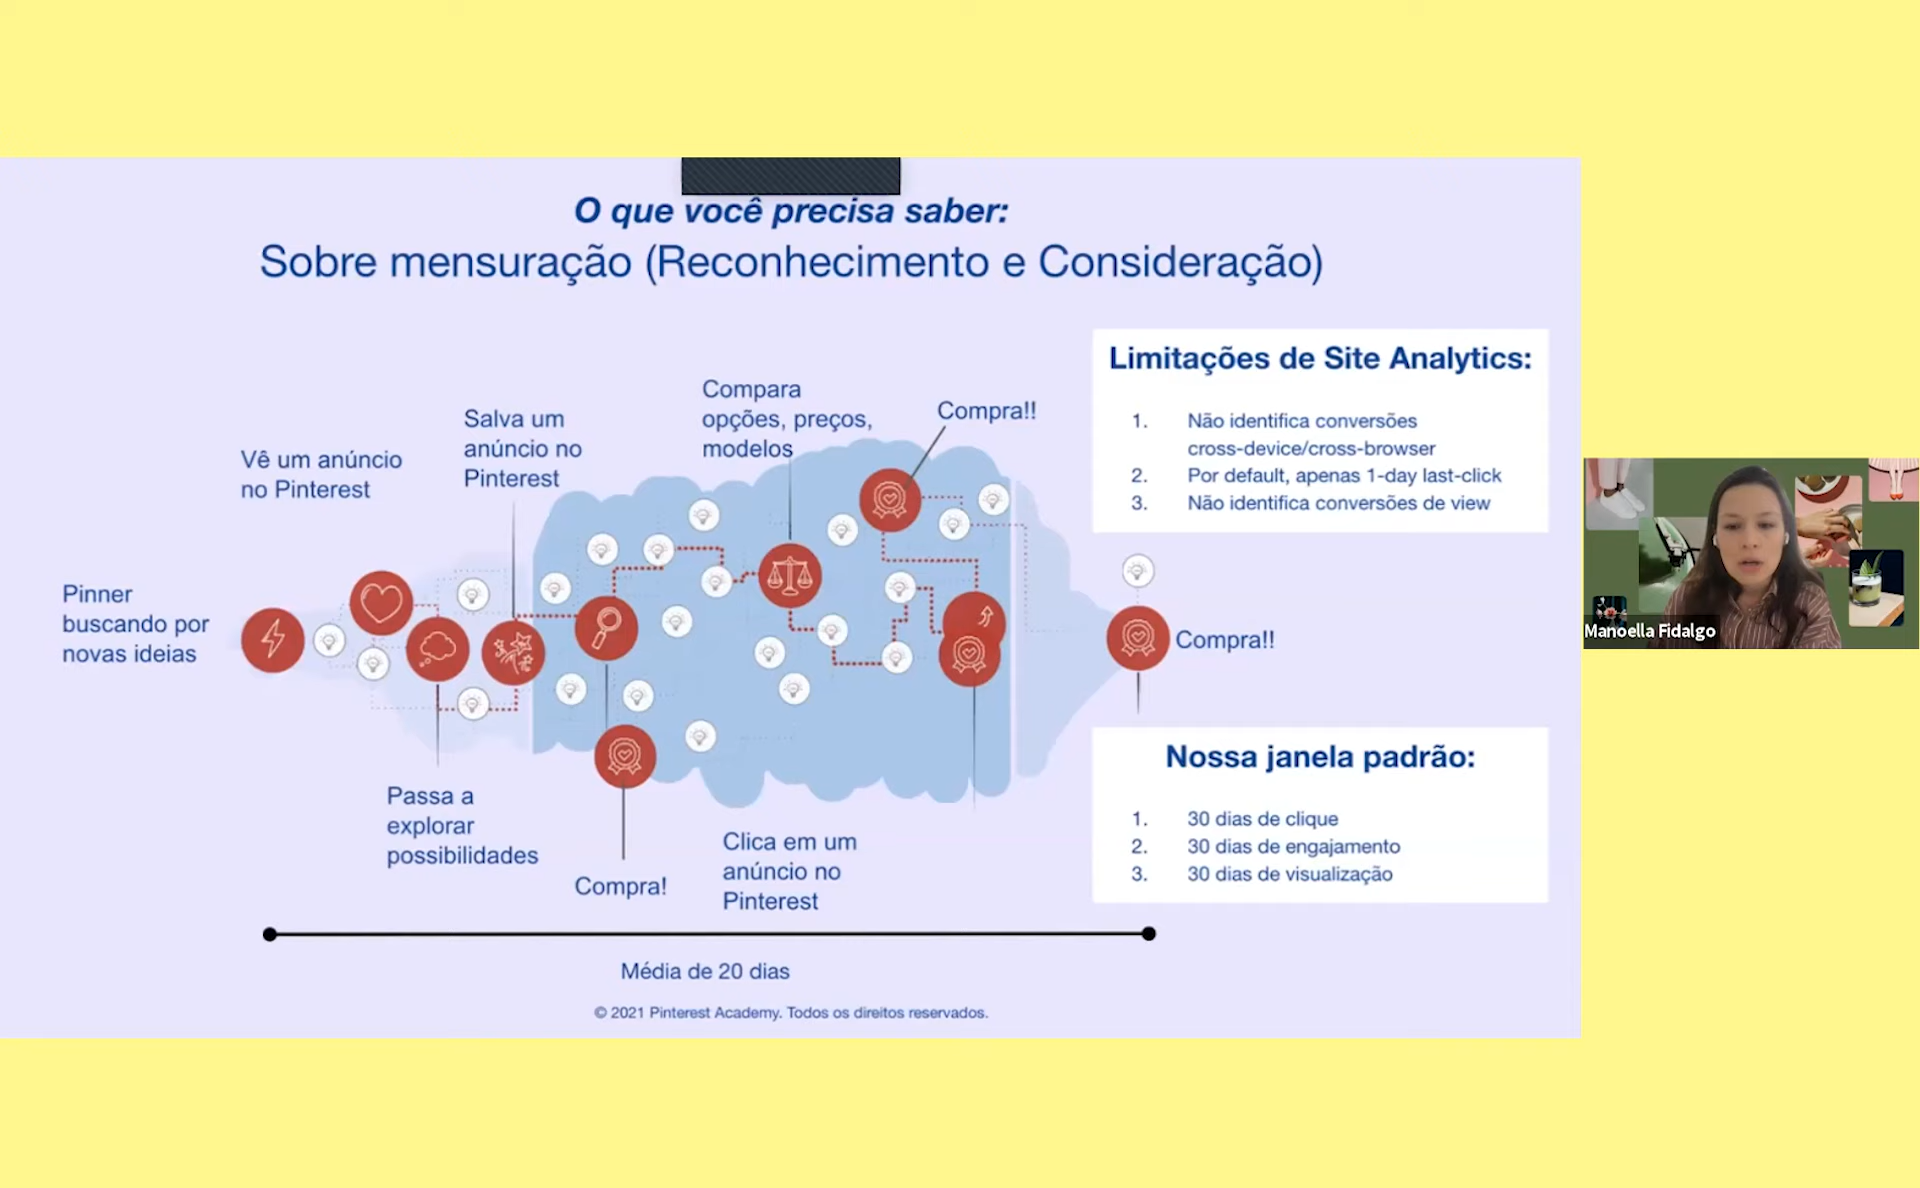 O que você precisa saber:
Sobre mensuração (Reconhecimento e Consideração)
Pinner
buscando por
novas ideias
Vê um anúncio
no Pinterest
Passa a
explorar
possibilidades
Salva um
anúncio no
Pinterest
Compra!
Compara
opções, preços,
modelos
Clica em um
anúncio no
Pinterest
Compra!!
Compra!!
Limitações de Site Analytics:
1. Não identifica conversões
cross-device/cross-browser
2. Por default, apenas 1-day last-click
3. Não identifica conversões de view
Nossa janela padrão:
1. 30 dias de clique
2. 30 dias de engajamento
3. 30 dias de visualização
Média de 20 dias
© 2021 Pinterest Academy. Todos os direitos reservados.
Manoella Fidalgo